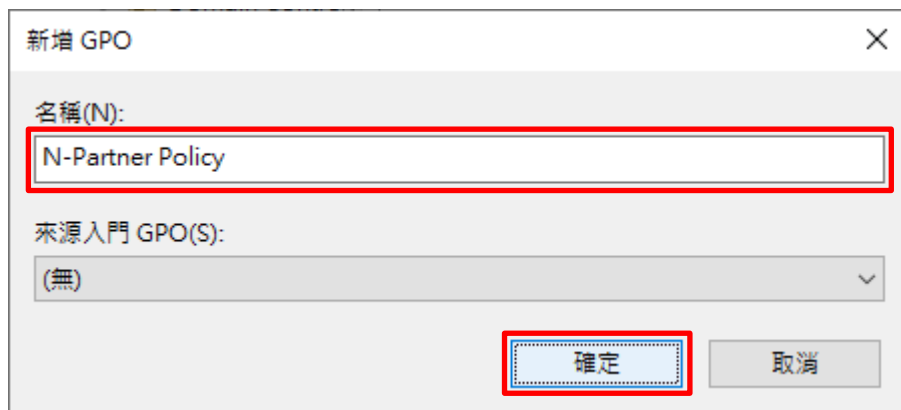 新增 GPO
名稱(N):
N-Partner Policy
來源入門 GPO(S):
(無)
確定
取消